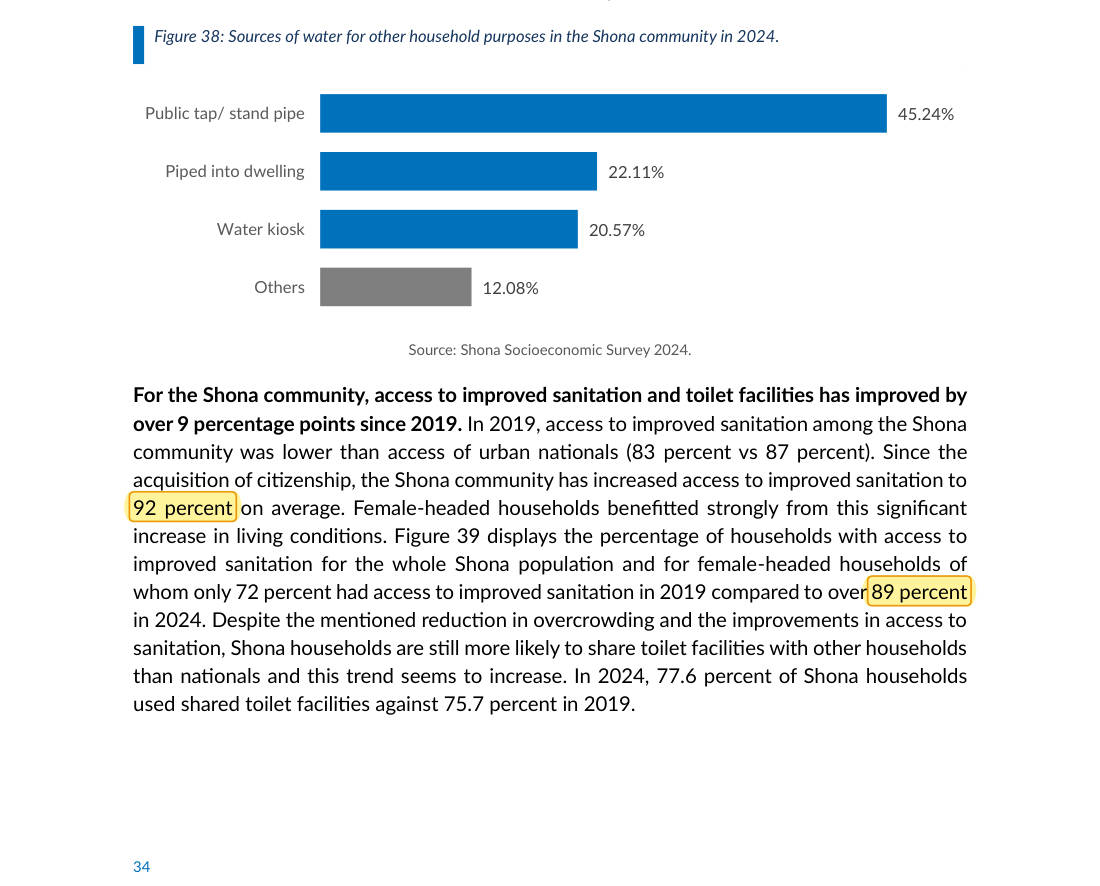 Figure 38: Sources of water for other household purposes in the Shona community in 2024.
Public tap/ stand pipe 45.24%
Piped into dwelling 22.11%
Water kiosk 20.57%
Others 12.08%
Source: Shona Socioeconomic Survey 2024.
For the Shona community, access to improved sanitation and toilet facilities has improved by
over 9 percentage points since 2019. In 2019, access to improved sanitation among the Shona
community was lower than access of urban nationals (83 percent vs 87 percent). Since the
acquisition of citizenship, the Shona community has increased access to improved sanitation to
92 percent on average. Female-headed households benefitted strongly from this significant
increase in living conditions. Figure 39 displays the percentage of households with access to
improved sanitation for the whole Shona population and for female-headed households of
whom only 72 percent had access to improved sanitation in 2019 compared to over 89 percent
in 2024. Despite the mentioned reduction in overcrowding and the improvements in access to
sanitation, Shona households are still more likely to share toilet facilities with other households
than nationals and this trend seems to increase. In 2024, 77.6 percent of Shona households
used shared toilet facilities against 75.7 percent in 2019.
34